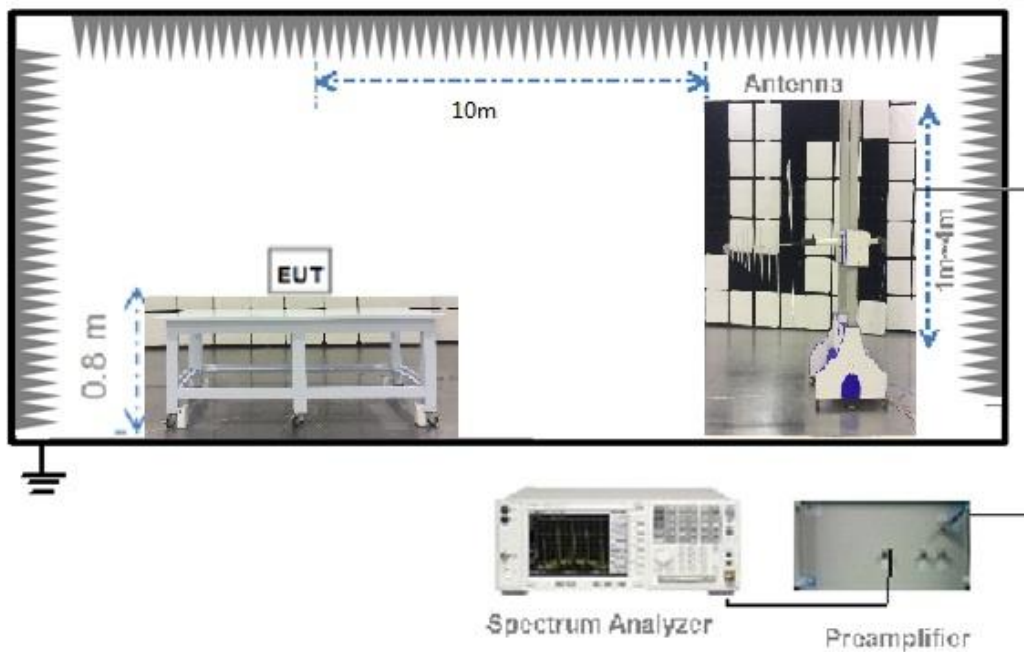 Antenna
10m
1m~4m
EUT
0.8 m
Spectrum Analyzer
Preamplifier